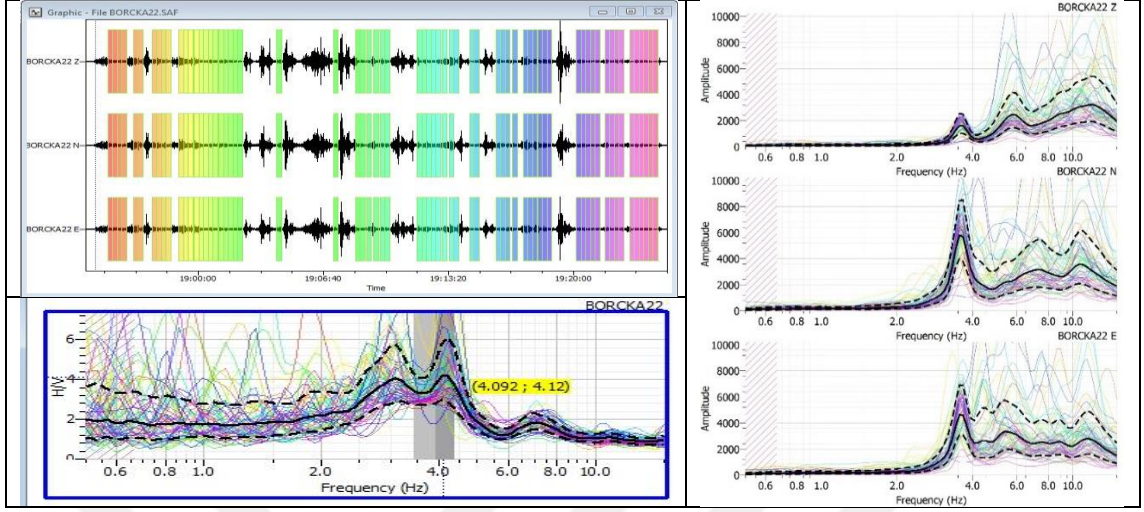 Graphic - File BORCKA22.SAF
BORCKA22 Z
BORCKA22 N
BORCKA22 E
19:00:00 19:06:40 19:13:20 19:20:00
Time
BORCKA22
H/V
6
4
2
0
(4.092 ; 4.12)
0.6 0.8 1.0 2.0 4.0 6.0 8.0 10.0
Frequency (Hz)
BORCKA22 Z
Amplitude
10000
8000
6000
4000
2000
0
0.6 0.8 1.0 2.0 4.0 6.0 8.0 10.0
Frequency (Hz)
BORCKA22 N
Amplitude
10000
8000
6000
4000
2000
0
0.6 0.8 1.0 2.0 4.0 6.0 8.0 10.0
Frequency (Hz)
BORCKA22 E
Amplitude
10000
8000
6000
4000
2000
0
0.6 0.8 1.0 2.0 4.0 6.0 8.0 10.0
Frequency (Hz)